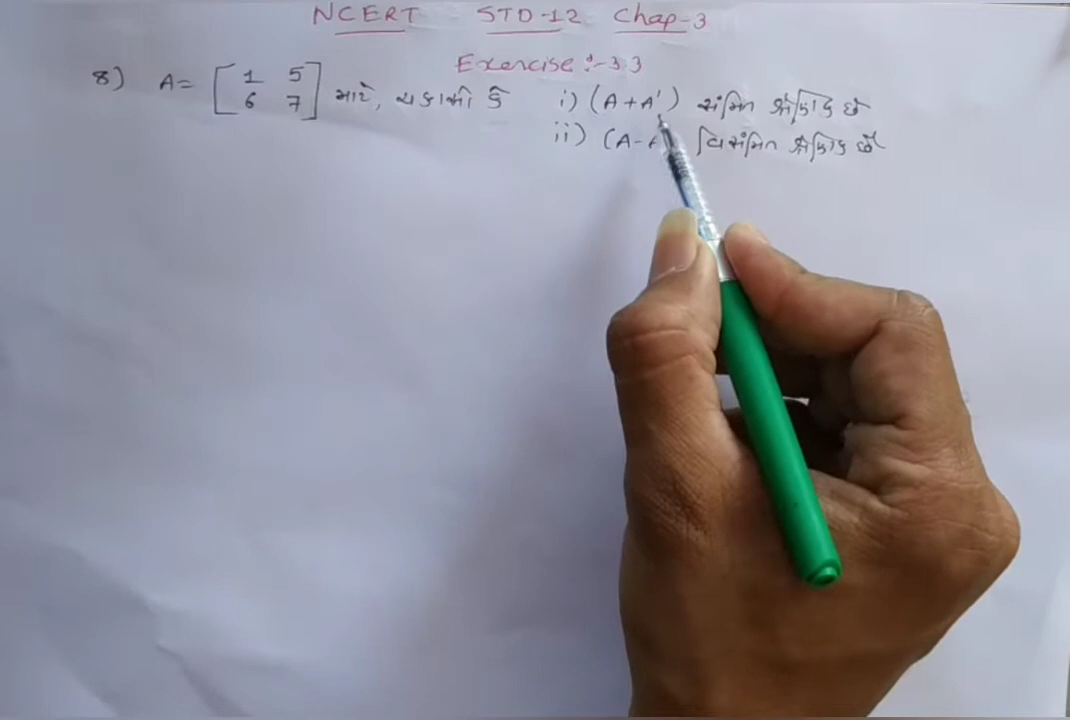 NCERT STD-12 Chap-3
Exercise :- 3.3
8) A = [ 1 5 6 7 ] માટે, ચકાસો કે i) (A+A') સંમિત શ્રેણિક છે
ii) (A- વિસંમિત શ્રેણિક છે